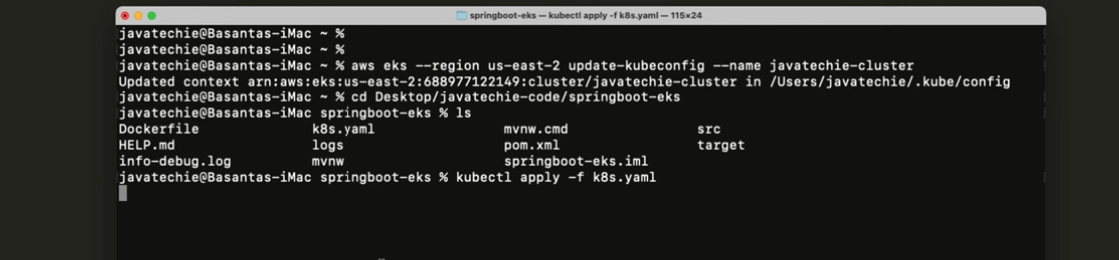 springboot-eks — kubectl apply -f k8s.yaml — 115×24
javatechie@Basantas-iMac ~ %
javatechie@Basantas-iMac ~ %
javatechie@Basantas-iMac ~ % aws eks --region us-east-2 update-kubeconfig --name javatechie-cluster
Updated context arn:aws:eks:us-east-2:688977122149:cluster/javatechie-cluster in /Users/javatechie/.kube/config
javatechie@Basantas-iMac ~ % cd Desktop/javatechie-code/springboot-eks
javatechie@Basantas-iMac springboot-eks % ls
Dockerfile k8s.yaml mvnw.cmd src
HELP.md logs pom.xml target
info-debug.log mvnw springboot-eks.iml
javatechie@Basantas-iMac springboot-eks % kubectl apply -f k8s.yaml